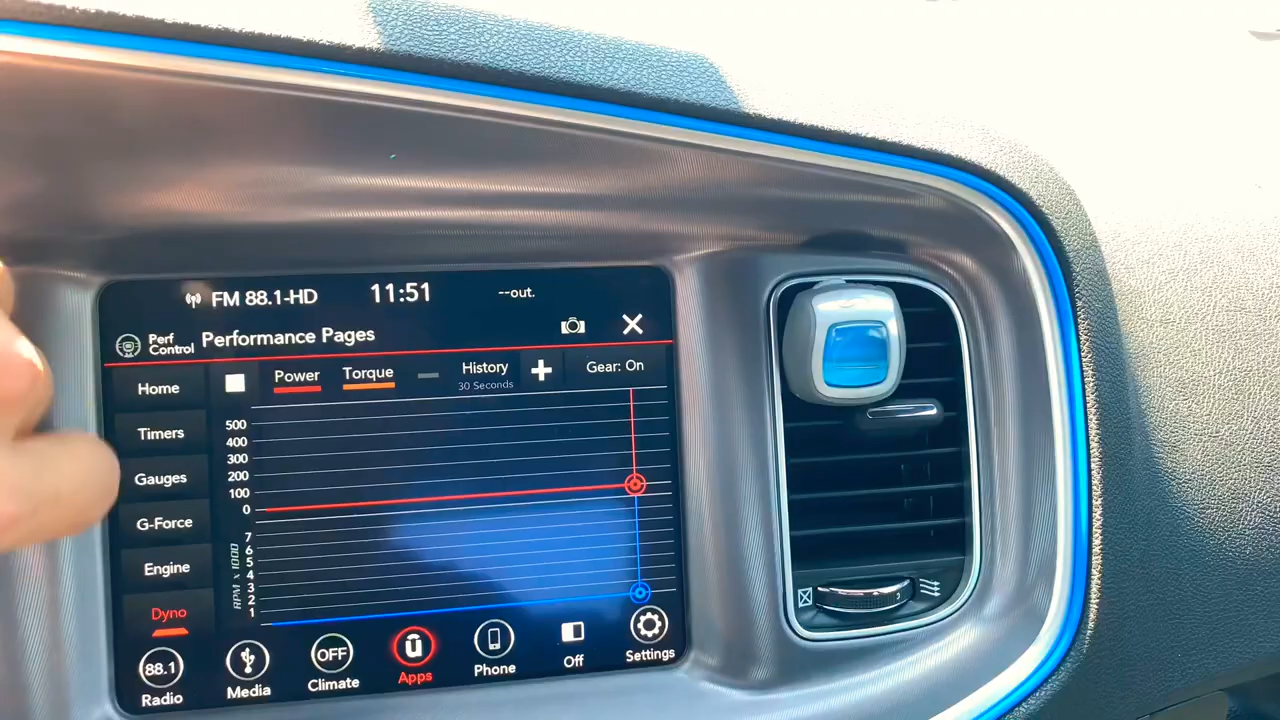 FM 88.1-HD
11:51
--out.
Perf
Control
Performance Pages
Home
Timers
Gauges
G-Force
Engine
Dyno
Power
Torque
History
30 Seconds
Gear: On
500
400
300
200
100
0
RPM x 1000
7
6
5
4
3
2
1
88.1
Radio
Media
OFF
Climate
Apps
Phone
Off
Settings